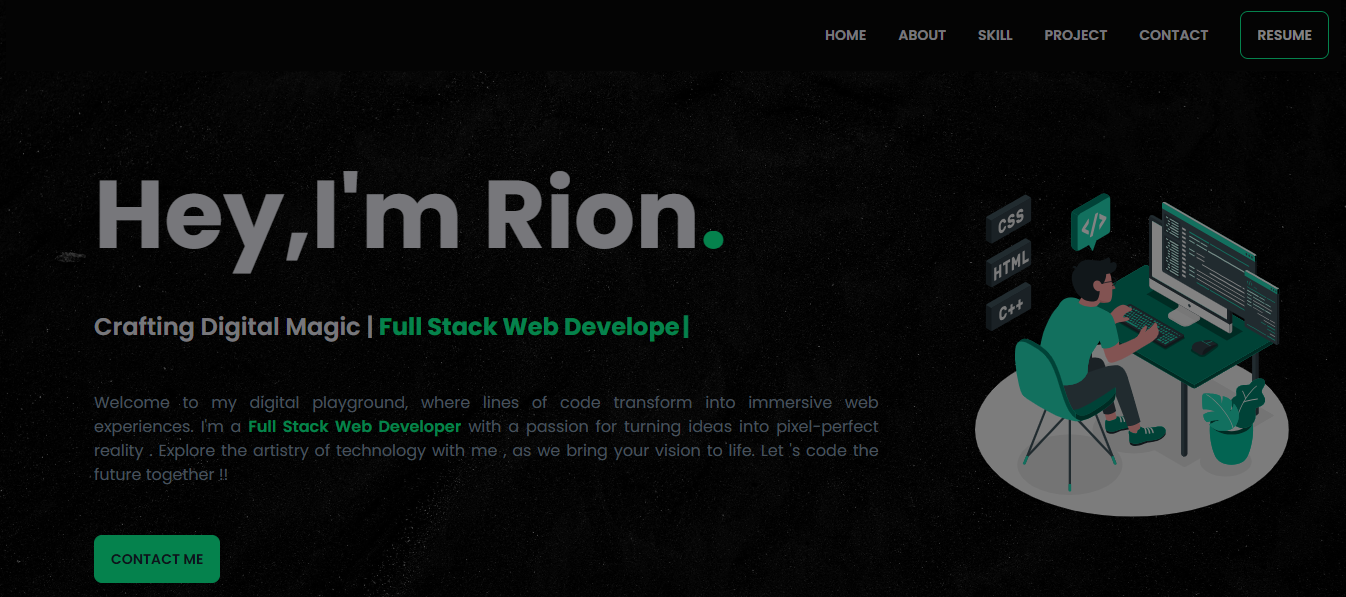 HOME ABOUT SKILL PROJECT CONTACT RESUME
Hey,I'm Rion.
Crafting Digital Magic | Full Stack Web Develope|
Welcome to my digital playground, where lines of code transform into immersive web
experiences. I'm a Full Stack Web Developer with a passion for turning ideas into pixel-perfect
reality . Explore the artistry of technology with me , as we bring your vision to life. Let 's code the
future together !!
CONTACT ME
CSS
</>
HTML
C++